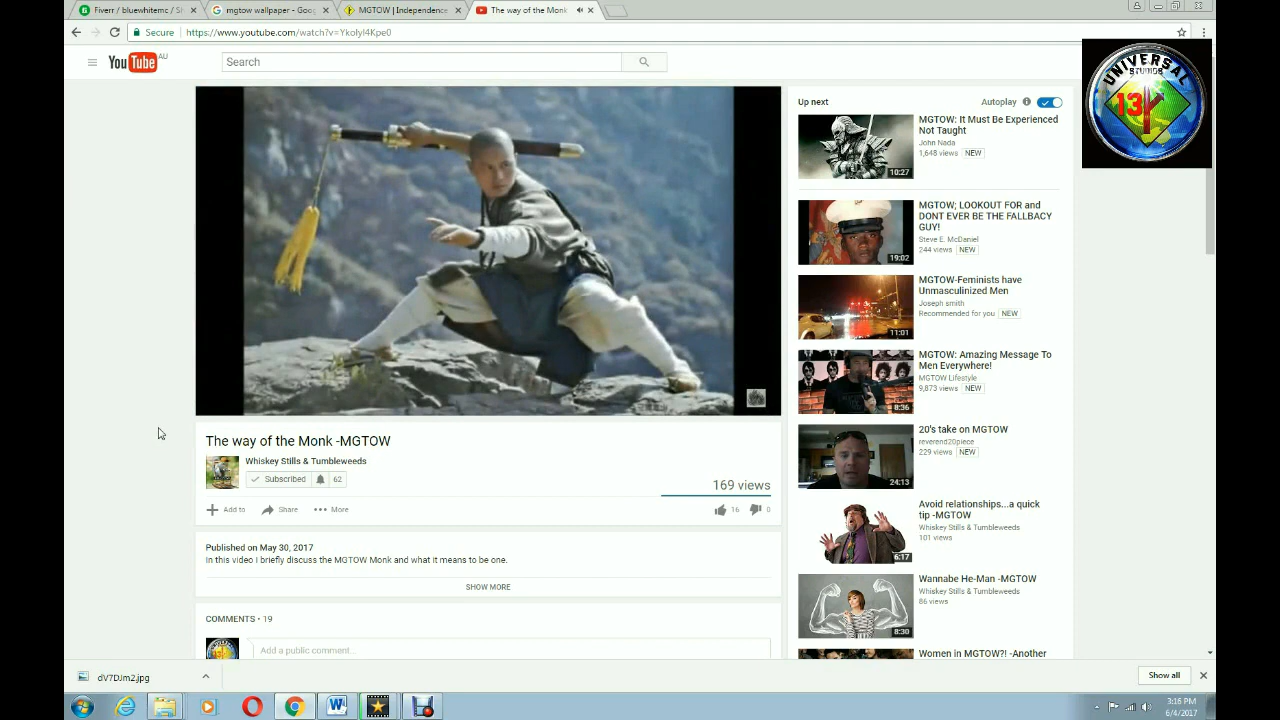 Fiverr / bluewhitemc / Sh
mgtow wallpaper - Goog
MGTOW | Independence
The way of the Monk
Secure
https://www.youtube.com/watch?v=YkolyI4Kpe0
YouTube AU
Search
UNIVERSAL
STUDIOS
13
Up next
Autoplay
MGTOW: It Must Be Experienced
Not Taught
John Nada
1,648 views NEW
10:27
MGTOW; LOOKOUT FOR and
DONT EVER BE THE FALLBACY
GUY!
Steve E. McDaniel
244 views NEW
19:02
MGTOW-Feminists have
Unmasculinized Men
Joseph smith
Recommended for you NEW
11:01
MGTOW: Amazing Message To
Men Everywhere!
MGTOW Lifestyle
9,873 views NEW
8:36
20's take on MGTOW
reverend20piece
229 views NEW
24:13
Avoid relationships...a quick
tip -MGTOW
Whiskey Stills & Tumbleweeds
101 views
6:17
Wannabe He-Man -MGTOW
Whiskey Stills & Tumbleweeds
86 views
8:30
Women in MGTOW?! -Another
The way of the Monk -MGTOW
Whiskey Stills & Tumbleweeds
Subscribed 62
169 views
Add to Share More
16 0
Published on May 30, 2017
In this video I briefly discuss the MGTOW Monk and what it means to be one.
SHOW MORE
COMMENTS • 19
Add a public comment...
dV7DJm2.jpg
Show all
3:16 PM
6/4/2017